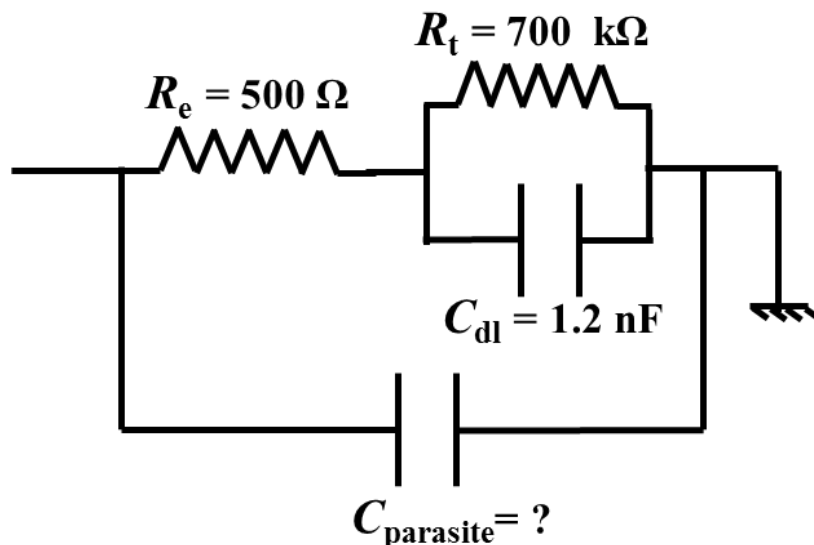 R_t = 700 kΩ
R_e = 500 Ω
C_dl = 1.2 nF
C_parasite = ?